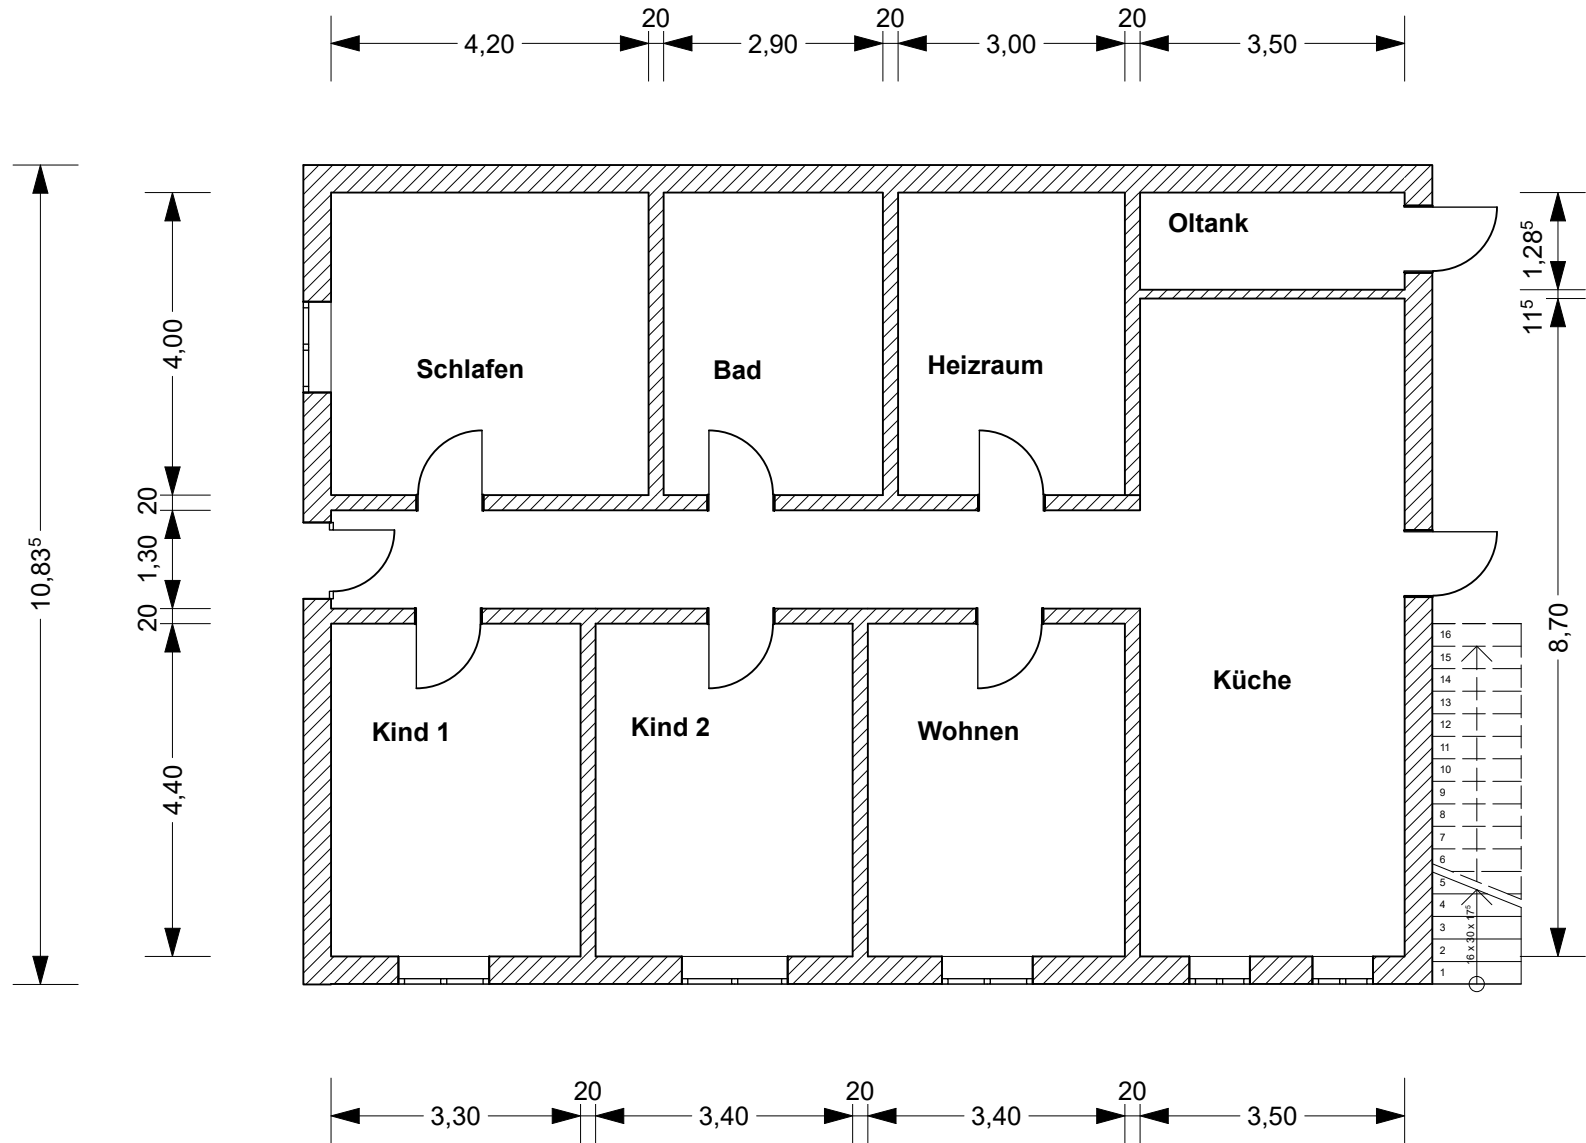 20 20 20
4,20 2,90 3,00 3,50
Oltank
1,28⁵
11⁵
4,00
Schlafen
Bad
Heizraum
20
1,30
20
10,83⁵
8,70
Küche
Kind 1
Kind 2
Wohnen
4,40
16
15
14
13
12
11
10
9
8
7
6
5
4
3
2
1
16 x 30 x 17⁵
20 20 20
3,30 3,40 3,40 3,50